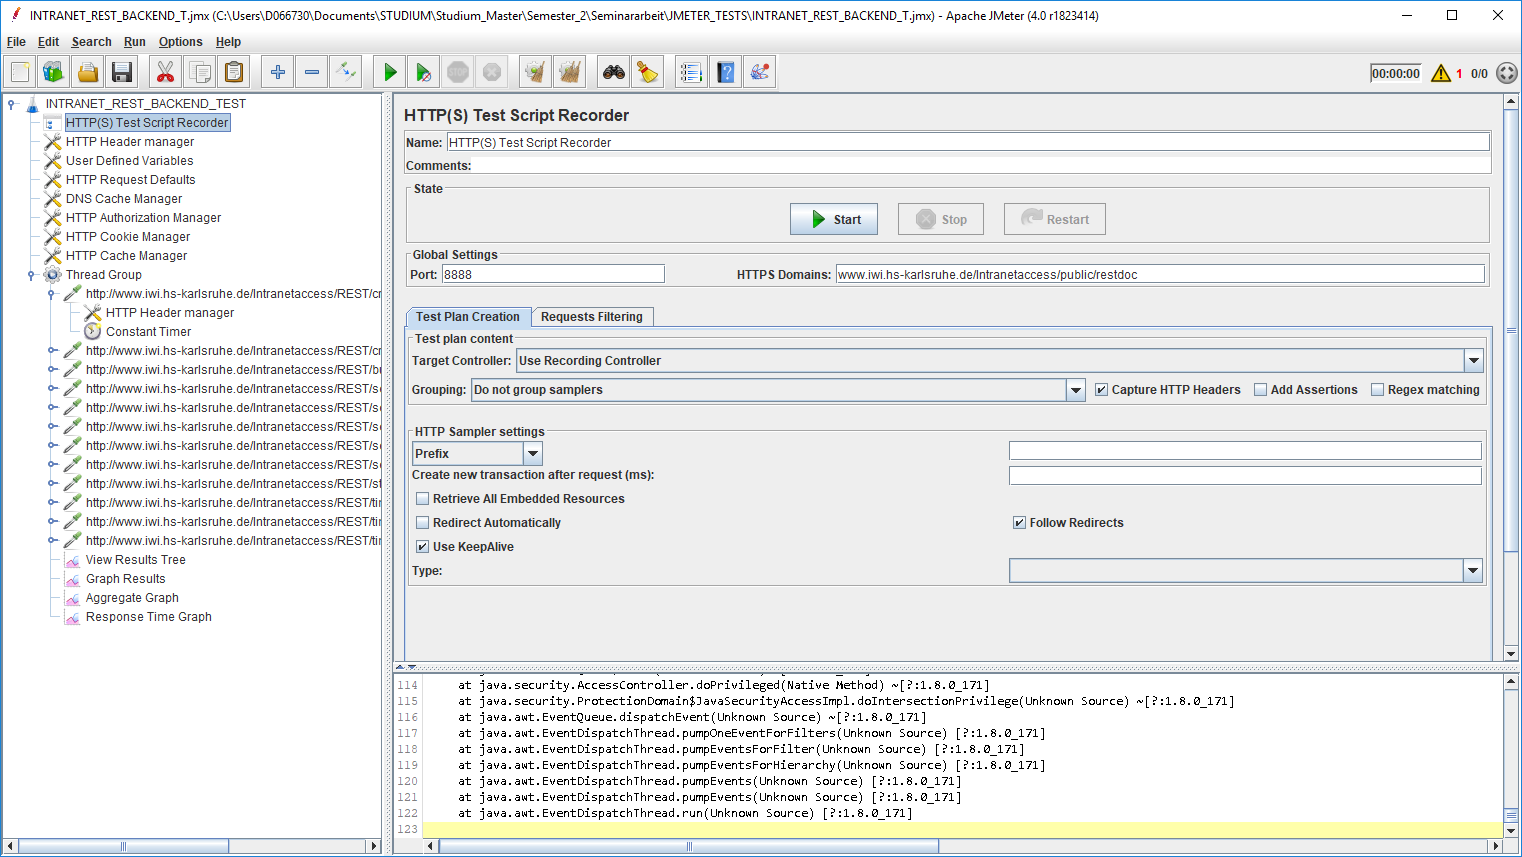 INTRANET_REST_BACKEND_T.jmx (C:\Users\D066730\Documents\STUDIUM\Studium_Master\Semester_2\Seminararbeit\JMETER_TESTS\INTRANET_REST_BACKEND_T.jmx) - Apache JMeter (4.0 r1823414)
File Edit Search Run Options Help
00:00:00 1 0/0
INTRANET_REST_BACKEND_TEST
HTTP(S) Test Script Recorder
HTTP Header manager
User Defined Variables
HTTP Request Defaults
DNS Cache Manager
HTTP Authorization Manager
HTTP Cookie Manager
HTTP Cache Manager
Thread Group
http://www.iwi.hs-karlsruhe.de/Intranetaccess/REST/cr
HTTP Header manager
Constant Timer
http://www.iwi.hs-karlsruhe.de/Intranetaccess/REST/cr
http://www.iwi.hs-karlsruhe.de/Intranetaccess/REST/bu
http://www.iwi.hs-karlsruhe.de/Intranetaccess/REST/se
http://www.iwi.hs-karlsruhe.de/Intranetaccess/REST/se
http://www.iwi.hs-karlsruhe.de/Intranetaccess/REST/se
http://www.iwi.hs-karlsruhe.de/Intranetaccess/REST/se
http://www.iwi.hs-karlsruhe.de/Intranetaccess/REST/se
http://www.iwi.hs-karlsruhe.de/Intranetaccess/REST/st
http://www.iwi.hs-karlsruhe.de/Intranetaccess/REST/tir
http://www.iwi.hs-karlsruhe.de/Intranetaccess/REST/tir
http://www.iwi.hs-karlsruhe.de/Intranetaccess/REST/tir
View Results Tree
Graph Results
Aggregate Graph
Response Time Graph
HTTP(S) Test Script Recorder
Name: HTTP(S) Test Script Recorder
Comments:
State
Start Stop Restart
Global Settings
Port: 8888 HTTPS Domains: www.iwi.hs-karlsruhe.de/Intranetaccess/public/restdoc
Test Plan Creation Requests Filtering
Test plan content
Target Controller: Use Recording Controller
Grouping: Do not group samplers Capture HTTP Headers Add Assertions Regex matching
HTTP Sampler settings
Prefix
Create new transaction after request (ms):
Retrieve All Embedded Resources
Redirect Automatically Follow Redirects
Use KeepAlive
Type:
114 at java.security.AccessController.doPrivileged(Native Method) ~[?:1.8.0_171]
115 at java.security.ProtectionDomain$JavaSecurityAccessImpl.doIntersectionPrivilege(Unknown Source) ~[?:1.8.0_171]
116 at java.awt.EventQueue.dispatchEvent(Unknown Source) ~[?:1.8.0_171]
117 at java.awt.EventDispatchThread.pumpOneEventForFilters(Unknown Source) [?:1.8.0_171]
118 at java.awt.EventDispatchThread.pumpEventsForFilter(Unknown Source) [?:1.8.0_171]
119 at java.awt.EventDispatchThread.pumpEventsForHierarchy(Unknown Source) [?:1.8.0_171]
120 at java.awt.EventDispatchThread.pumpEvents(Unknown Source) [?:1.8.0_171]
121 at java.awt.EventDispatchThread.pumpEvents(Unknown Source) [?:1.8.0_171]
122 at java.awt.EventDispatchThread.run(Unknown Source) [?:1.8.0_171]
123